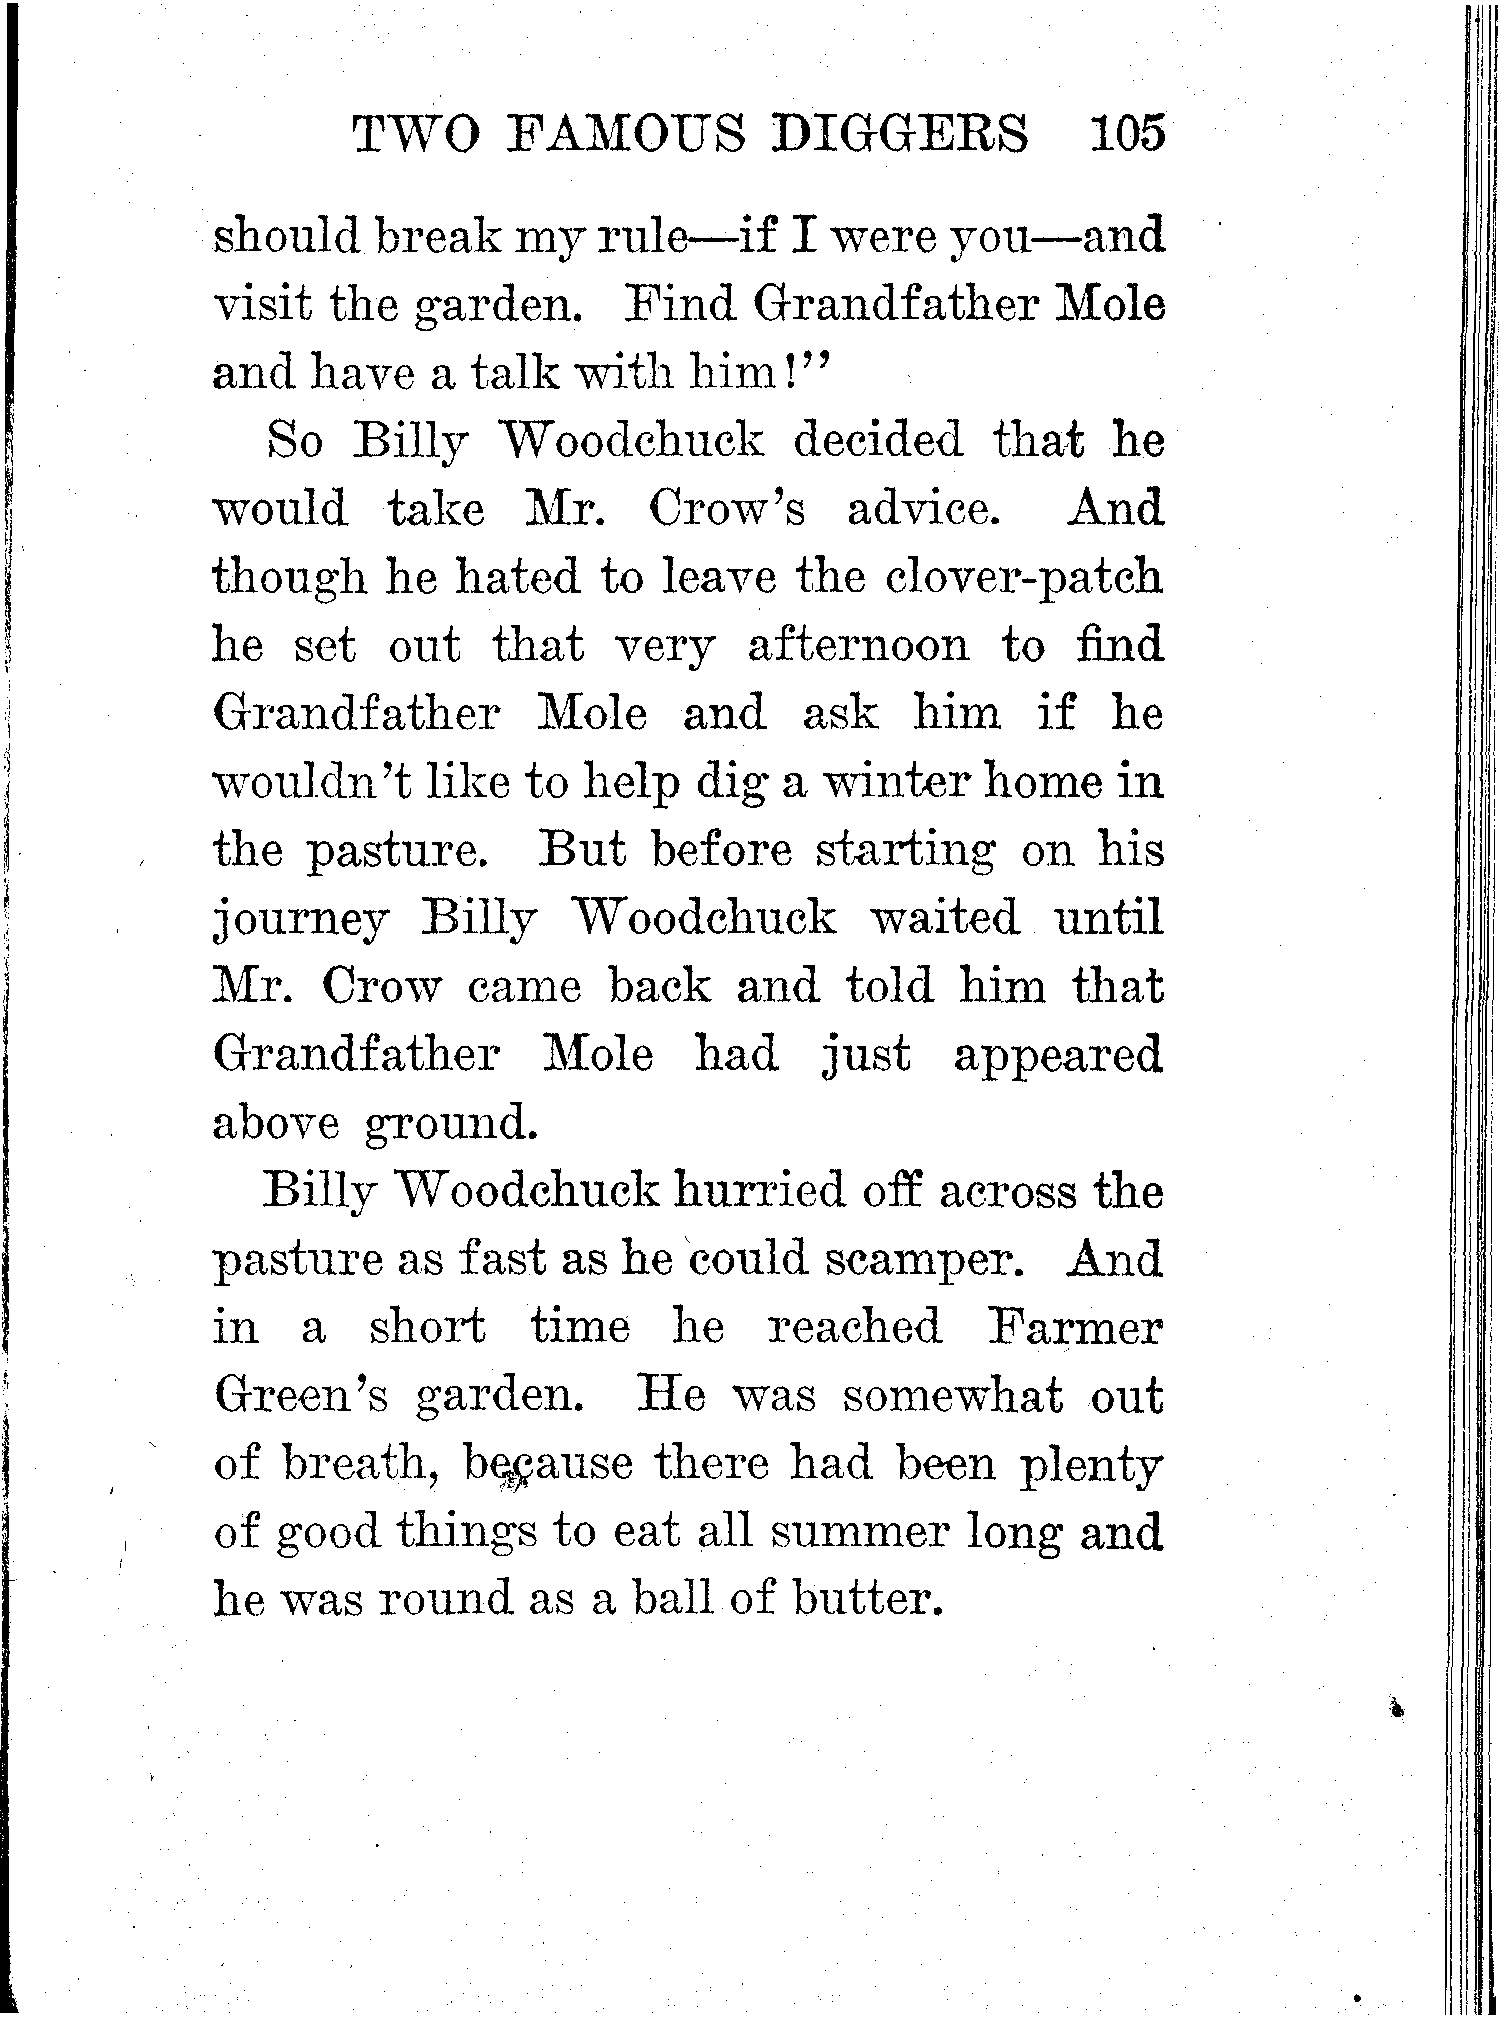 TWO FAMOUS DIGGERS 105
should break my rule—if I were you—and
visit the garden. Find Grandfather Mole
and have a talk with him!"
So Billy Woodchuck decided that he
would take Mr. Crow's advice. And
though he hated to leave the clover-patch
he set out that very afternoon to find
Grandfather Mole and ask him if he
wouldn't like to help dig a winter home in
the pasture. But before starting on his
journey Billy Woodchuck waited until
Mr. Crow came back and told him that
Grandfather Mole had just appeared
above ground.
Billy Woodchuck hurried off across the
pasture as fast as he could scamper. And
in a short time he reached Farmer
Green's garden. He was somewhat out
of breath, because there had been plenty
of good things to eat all summer long and
he was round as a ball of butter.